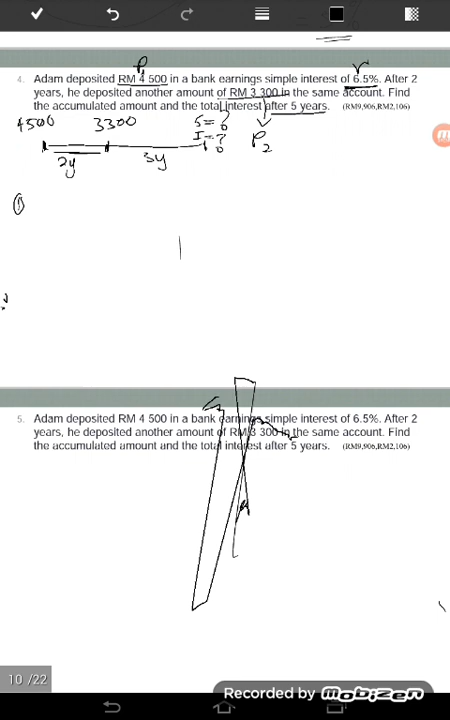 P1 r
4. Adam deposited RM 4 500 in a bank earnings simple interest of 6.5%. After 2
years, he deposited another amount of RM 3 300 in the same account. Find
the accumulated amount and the total interest after 5 years. (RM9,906,RM2,106)
4500 3300 S = ?
I = ? P2
2y 3y
①
5. Adam deposited RM 4 500 in a bank earnings simple interest of 6.5%. After 2
years, he deposited another amount of RM 3 300 in the same account. Find
the accumulated amount and the total interest after 5 years. (RM9,906,RM2,106)
10 /22
Recorded by Mobizen